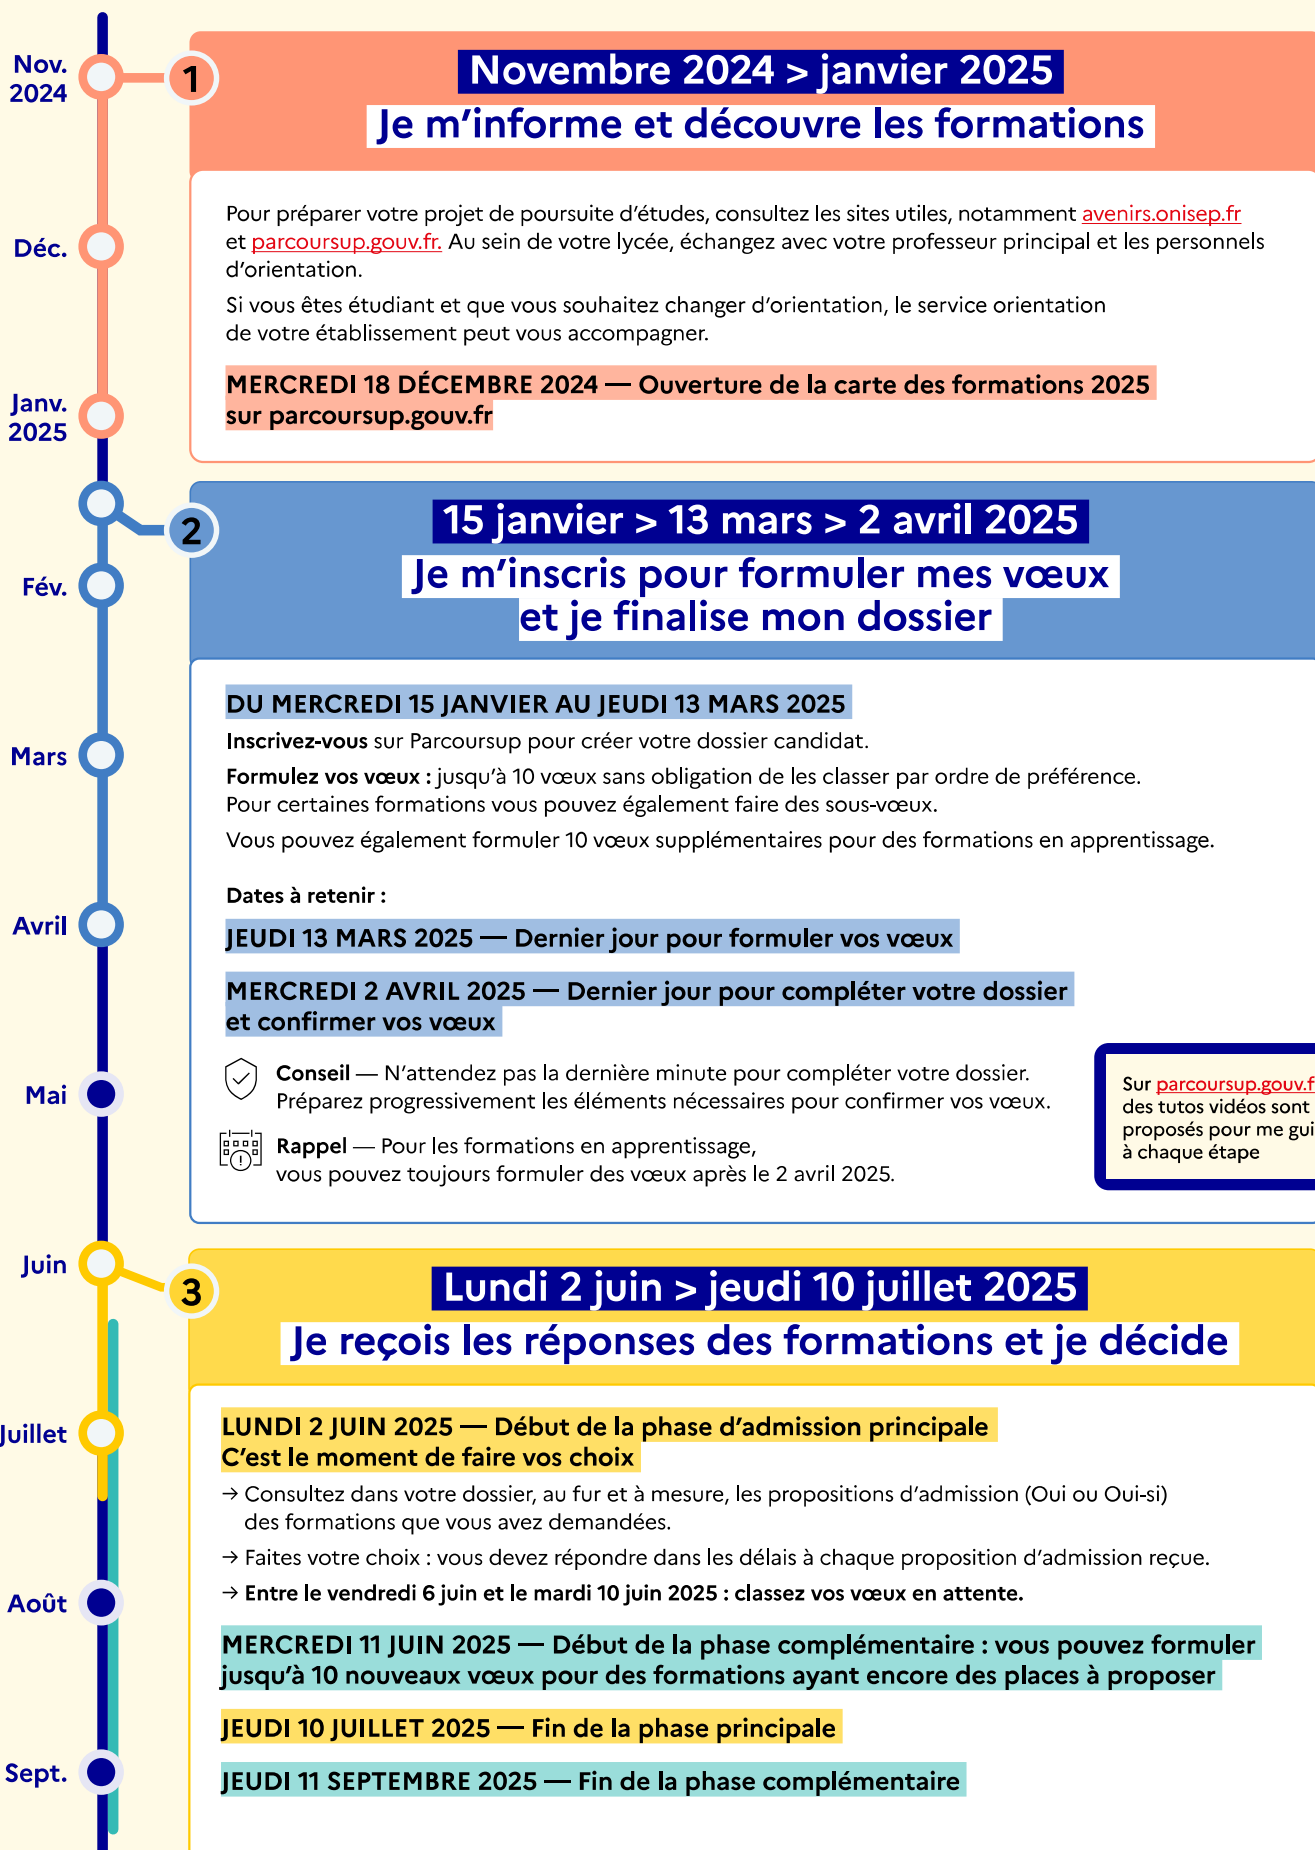 Nov.
2024
Déc.
Janv.
2025
Fév.
Mars
Avril
Mai
Juin
Juillet
Août
Sept.
1
Novembre 2024 > janvier 2025
Je m'informe et découvre les formations
Pour préparer votre projet de poursuite d'études, consultez les sites utiles, notamment avenirs.onisep.fr
et parcoursup.gouv.fr. Au sein de votre lycée, échangez avec votre professeur principal et les personnels
d'orientation.
Si vous êtes étudiant et que vous souhaitez changer d'orientation, le service orientation
de votre établissement peut vous accompagner.
MERCREDI 18 DÉCEMBRE 2024 — Ouverture de la carte des formations 2025
sur parcoursup.gouv.fr
2
15 janvier > 13 mars > 2 avril 2025
Je m'inscris pour formuler mes vœux
et je finalise mon dossier
DU MERCREDI 15 JANVIER AU JEUDI 13 MARS 2025
Inscrivez-vous sur Parcoursup pour créer votre dossier candidat.
Formulez vos vœux : jusqu'à 10 vœux sans obligation de les classer par ordre de préférence.
Pour certaines formations vous pouvez également faire des sous-vœux.
Vous pouvez également formuler 10 vœux supplémentaires pour des formations en apprentissage.
Dates à retenir :
JEUDI 13 MARS 2025 — Dernier jour pour formuler vos vœux
MERCREDI 2 AVRIL 2025 — Dernier jour pour compléter votre dossier
et confirmer vos vœux
Conseil — N'attendez pas la dernière minute pour compléter votre dossier.
Préparez progressivement les éléments nécessaires pour confirmer vos vœux.
Rappel — Pour les formations en apprentissage,
vous pouvez toujours formuler des vœux après le 2 avril 2025.
Sur parcoursup.gouv.f
des tutos vidéos sont
proposés pour me gui
à chaque étape
3
Lundi 2 juin > jeudi 10 juillet 2025
Je reçois les réponses des formations et je décide
LUNDI 2 JUIN 2025 — Début de la phase d'admission principale
C'est le moment de faire vos choix
→ Consultez dans votre dossier, au fur et à mesure, les propositions d'admission (Oui ou Oui-si)
des formations que vous avez demandées.
→ Faites votre choix : vous devez répondre dans les délais à chaque proposition d'admission reçue.
→ Entre le vendredi 6 juin et le mardi 10 juin 2025 : classez vos vœux en attente.
MERCREDI 11 JUIN 2025 — Début de la phase complémentaire : vous pouvez formuler
jusqu'à 10 nouveaux vœux pour des formations ayant encore des places à proposer
JEUDI 10 JUILLET 2025 — Fin de la phase principale
JEUDI 11 SEPTEMBRE 2025 — Fin de la phase complémentaire